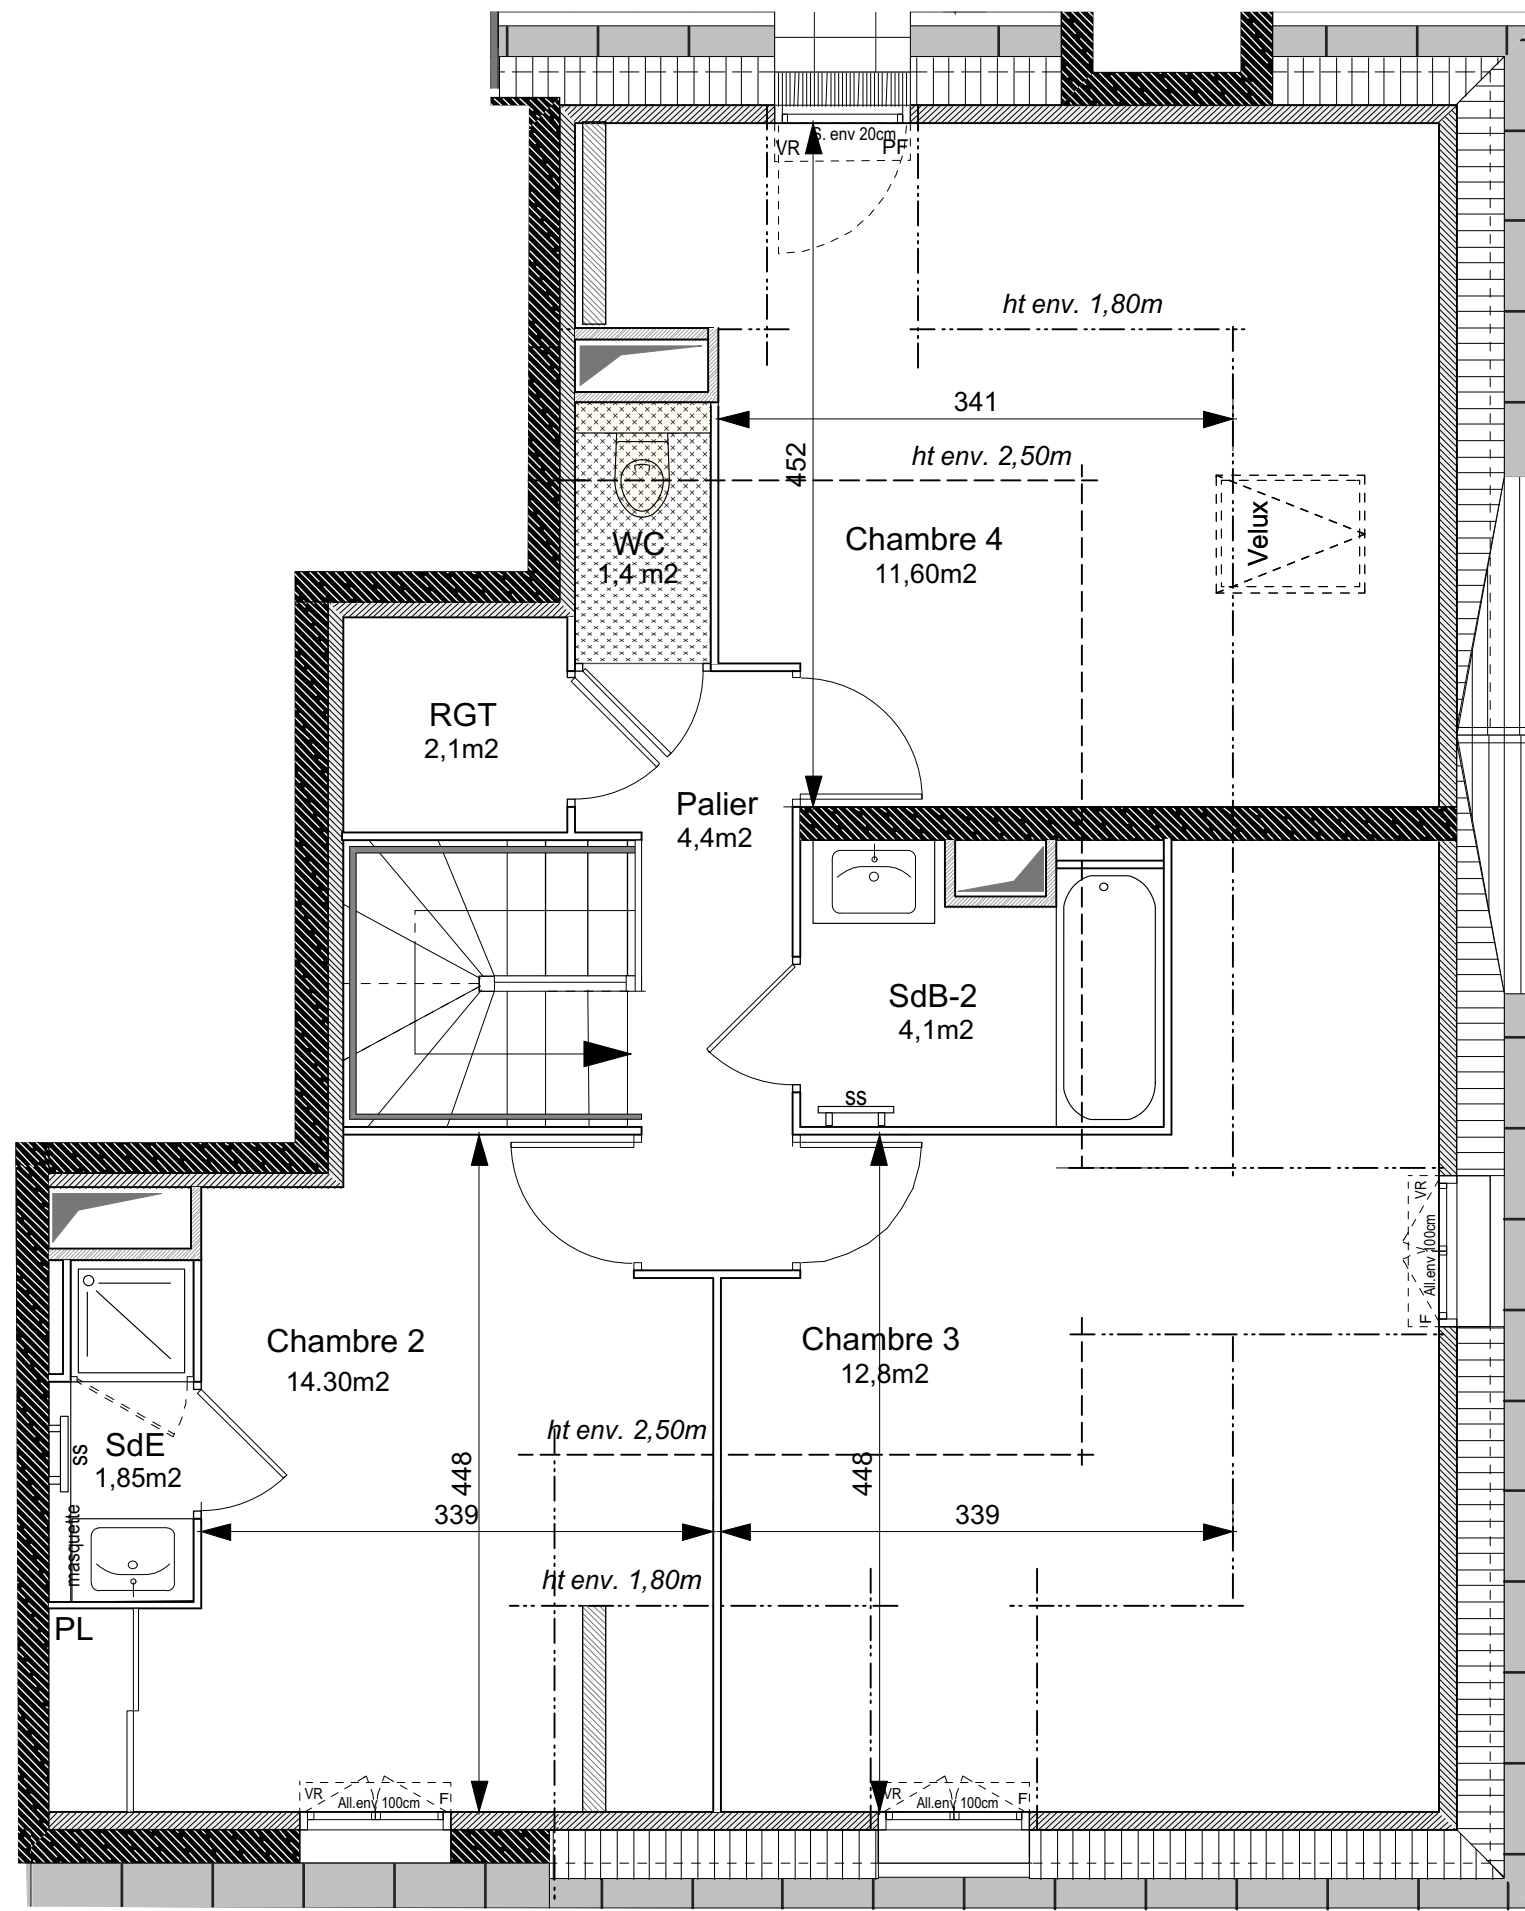 S. env 20cm
VR
PF
ht env. 1,80m
341
452
ht env. 2,50m
Velux
WC
1,4 m2
Chambre 4
11,60m2
RGT
2,1m2
Palier
4,4m2
SdB-2
4,1m2
SS
VR
All.env 100cm
F
Chambre 2
14.30m2
Chambre 3
12,8m2
ht env. 2,50m
SdE
1,85m2
SS
448
448
339
339
masquette
ht env. 1,80m
PL
VR
All.env 100cm
F
VR
All.env 100cm
F